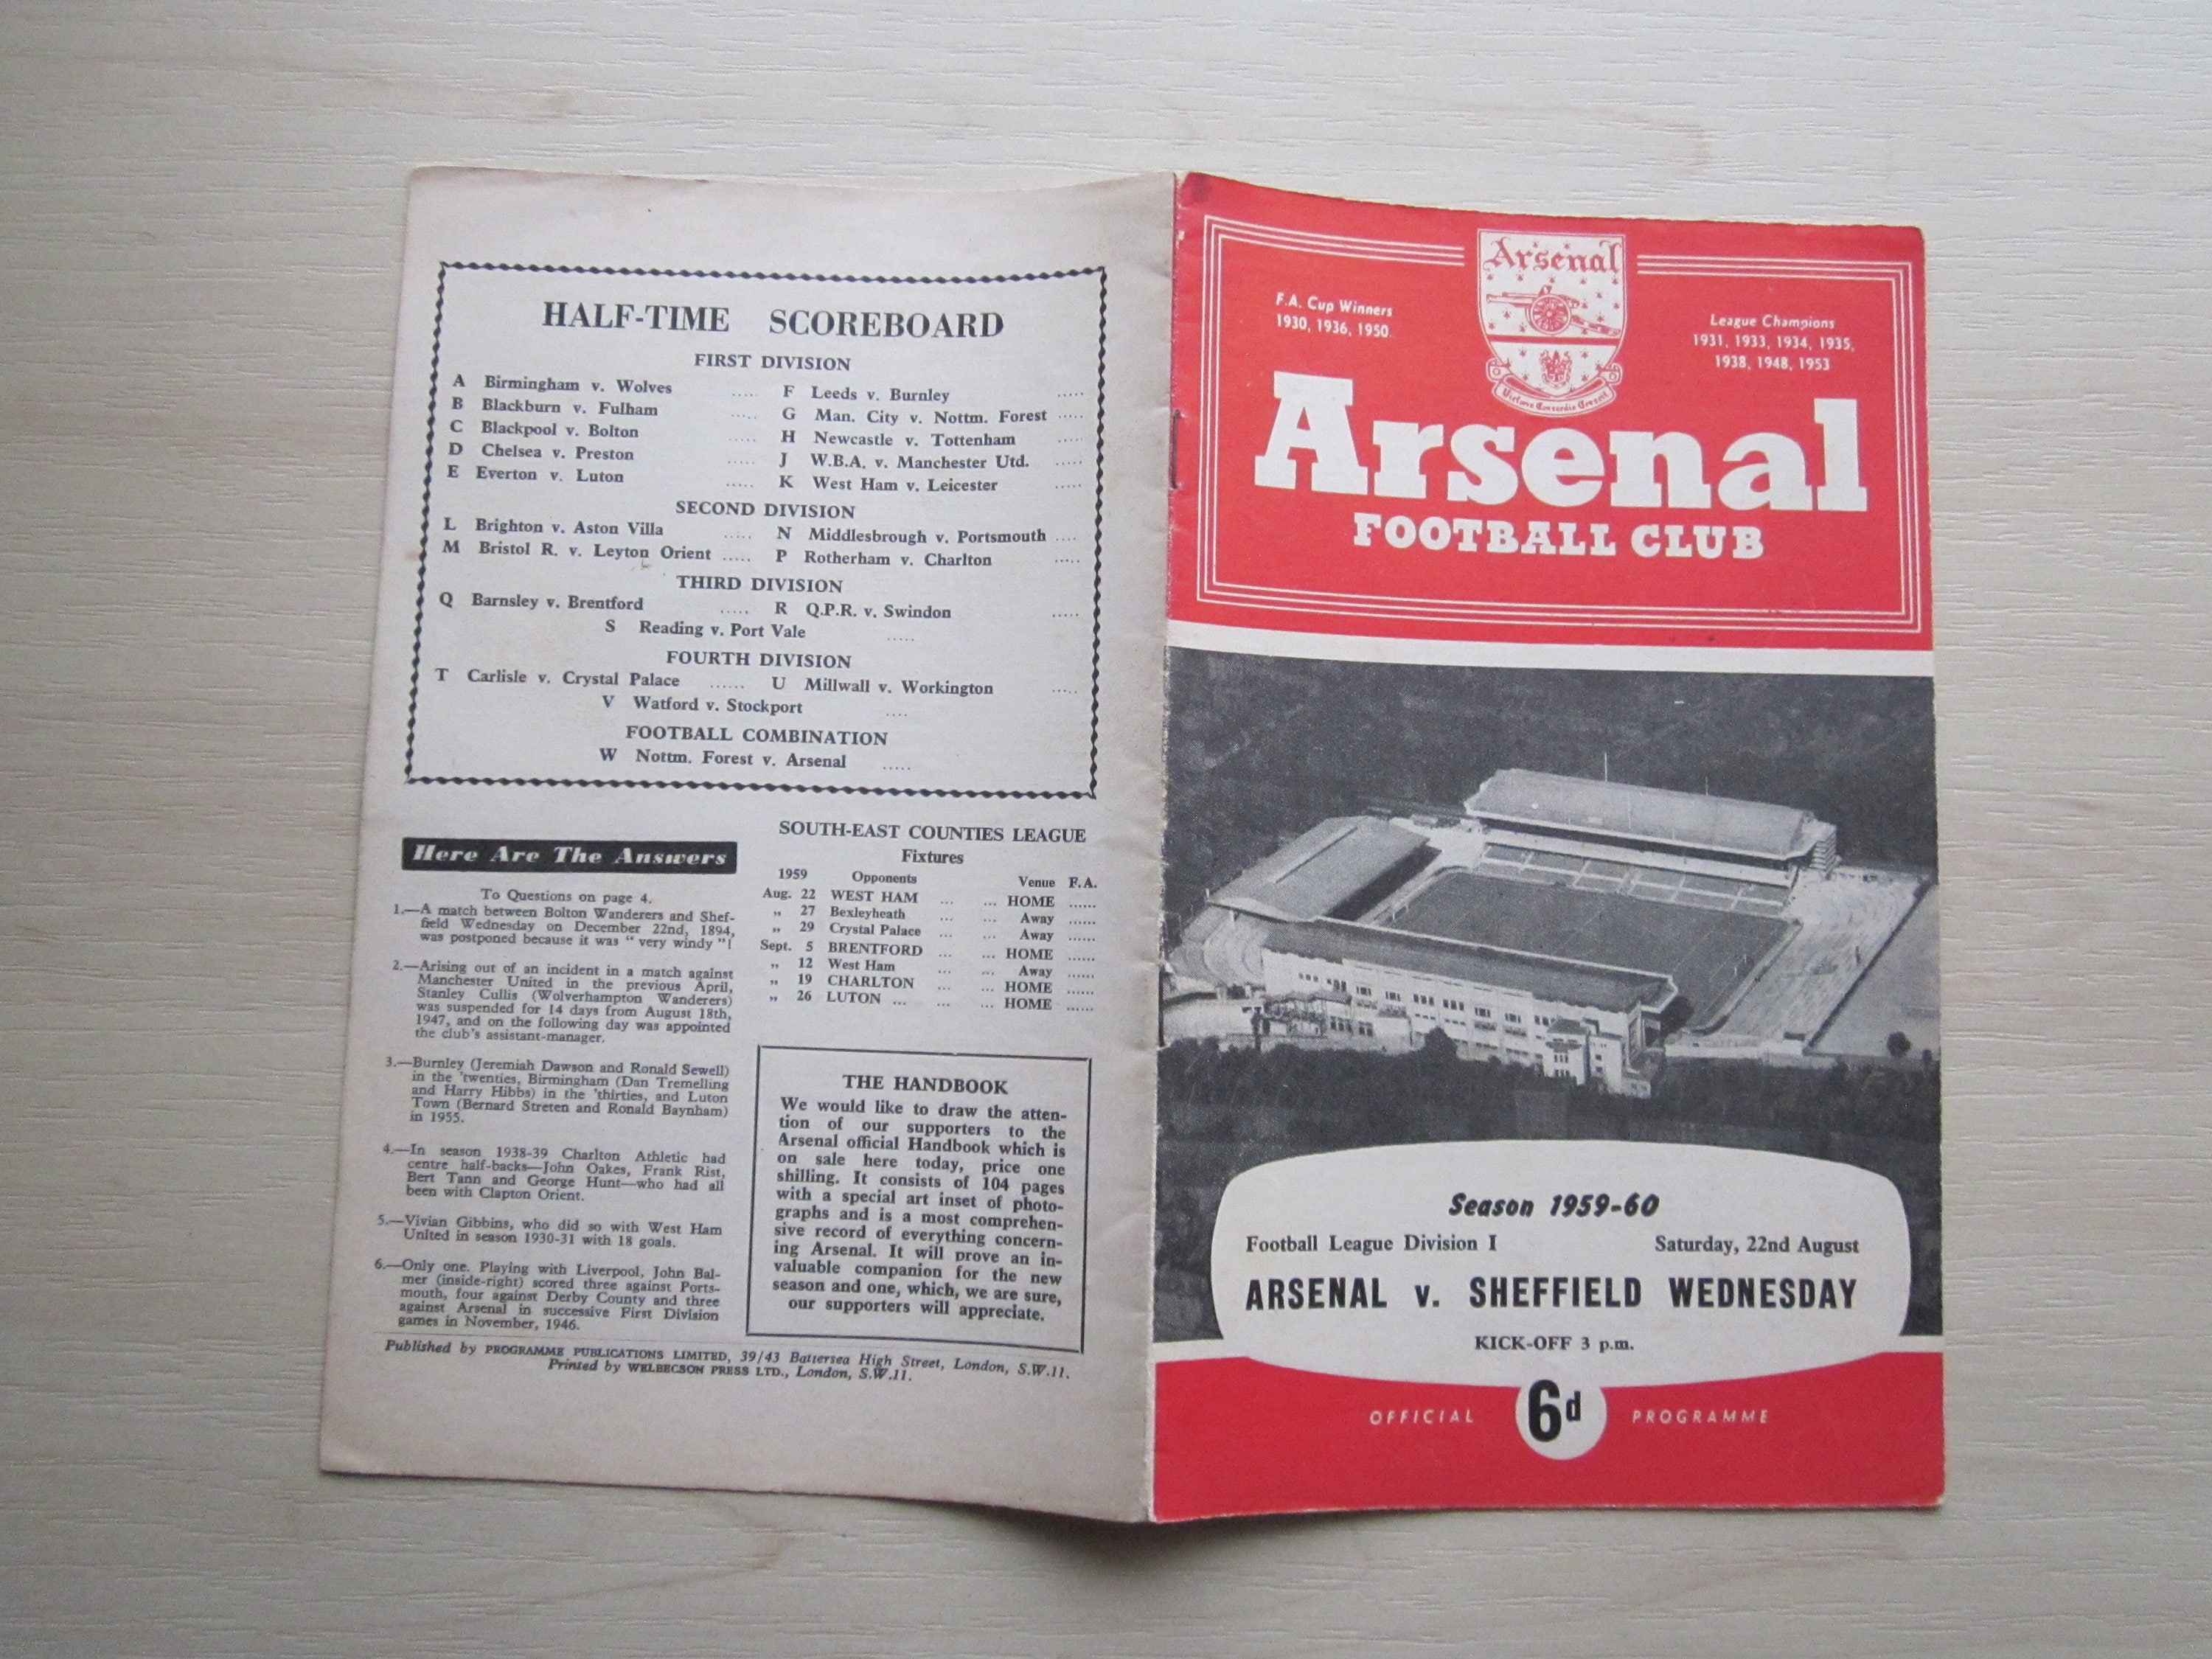 HALF-TIME SCOREBOARD
FIRST DIVISION
A Birmingham v. Wolves ..... F Leeds v. Burnley .....
B Blackburn v. Fulham ..... G Man. City v. Nottm. Forest .....
C Blackpool v. Bolton ..... H Newcastle v. Tottenham .....
D Chelsea v. Preston ..... J W.B.A. v. Manchester Utd. .....
E Everton v. Luton ..... K West Ham v. Leicester .....
SECOND DIVISION
L Brighton v. Aston Villa ..... N Middlesbrough v. Portsmouth ....
M Bristol R. v. Leyton Orient ..... P Rotherham v. Charlton .....
THIRD DIVISION
Q Barnsley v. Brentford ..... R Q.P.R. v. Swindon .....
S Reading v. Port Vale .....
FOURTH DIVISION
T Carlisle v. Crystal Palace ...... U Millwall v. Workington .....
V Watford v. Stockport ....
FOOTBALL COMBINATION
W Nottm. Forest v. Arsenal .....
Here Are The Answers
To Questions on page 4.
1.—A match between Bolton Wanderers and Shef-
field Wednesday on December 22nd, 1894,
was postponed because it was "very windy"!
2.—Arising out of an incident in a match against
Manchester United in the previous April,
Stanley Cullis (Wolverhampton Wanderers)
was suspended for 14 days from August 18th,
1947, and on the following day was appointed
the club's assistant-manager.
3.—Burnley (Jeremiah Dawson and Ronald Sewell)
in the 'twenties, Birmingham (Dan Tremelling
and Harry Hibbs) in the 'thirties, and Luton
Town (Bernard Streten and Ronald Baynham)
in 1955.
4.—In season 1938-39 Charlton Athletic had
centre half-backs—John Oakes, Frank Rist,
Bert Tann and George Hunt—who had all
been with Clapton Orient.
5.—Vivian Gibbins, who did so with West Ham
United in season 1930-31 with 18 goals.
6.—Only one. Playing with Liverpool, John Bal-
mer (inside-right) scored three against Ports-
mouth, four against Derby County and three
against Arsenal in successive First Division
games in November, 1946.
SOUTH-EAST COUNTIES LEAGUE
Fixtures
1959 Opponents Venue F.A.
Aug. 22 WEST HAM ... ... HOME ......
„ 27 Bexleyheath ... ... Away ......
„ 29 Crystal Palace ... ... Away ......
Sept. 5 BRENTFORD ... ... HOME ......
„ 12 West Ham ... ... Away ......
„ 19 CHARLTON ... ... HOME ......
„ 26 LUTON ... ... ... HOME ......
THE HANDBOOK
We would like to draw the atten-
tion of our supporters to the
Arsenal official Handbook which is
on sale here today, price one
shilling. It consists of 104 pages
with a special art inset of photo-
graphs and is a most comprehen-
sive record of everything concern-
ing Arsenal. It will prove an in-
valuable companion for the new
season and one, which, we are sure,
our supporters will appreciate.
Published by PROGRAMME PUBLICATIONS LIMITED, 39/43 Battersea High Street, London, S.W.11.
Printed by WELBECSON PRESS LTD., London, S.W.11.
Arsenal
Victoria Concordia Crescit
F.A. Cup Winners
1930, 1936, 1950.
League Champions
1931, 1933, 1934, 1935,
1938, 1948, 1953
Arsenal
FOOTBALL CLUB
Season 1959-60
Football League Division I Saturday, 22nd August
ARSENAL v. SHEFFIELD WEDNESDAY
KICK-OFF 3 p.m.
OFFICIAL 6d PROGRAMME